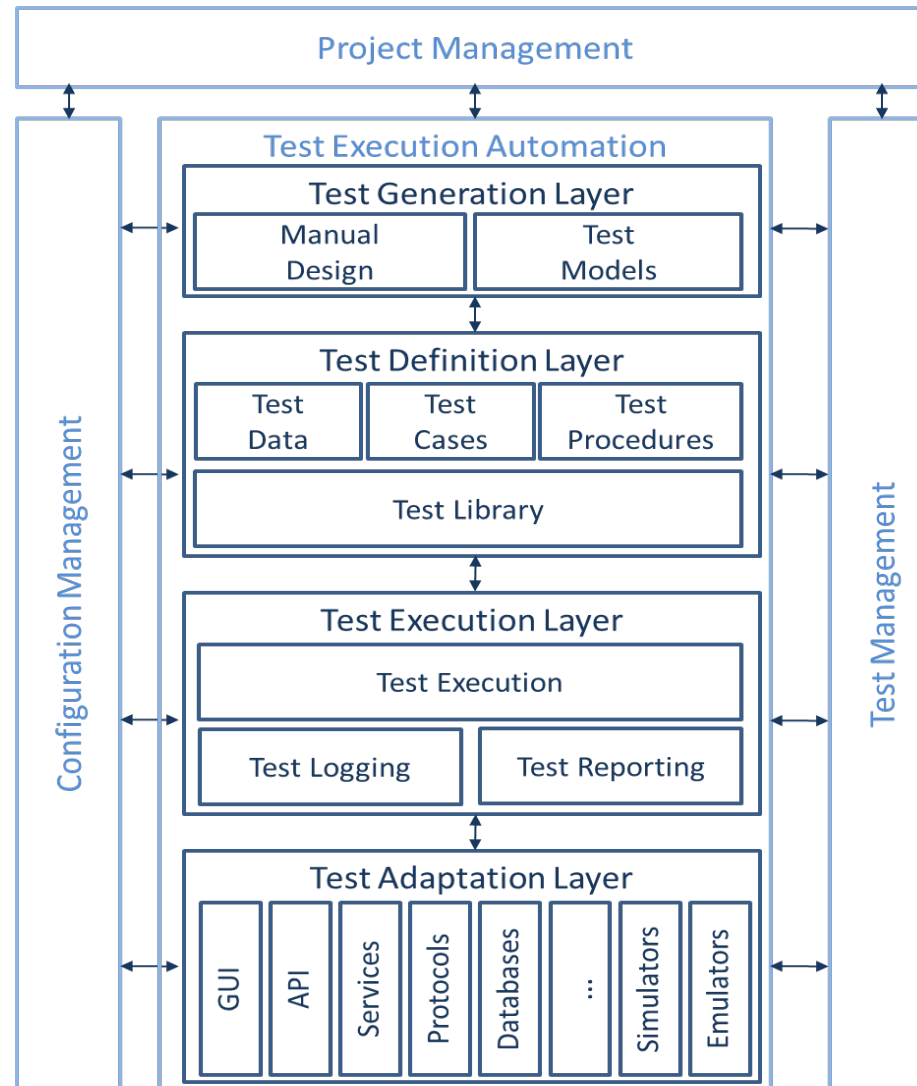 Project Management
Configuration Management
Test Execution Automation
Test Generation Layer
Manual
Design
Test
Models
Test Definition Layer
Test
Data
Test
Cases
Test
Procedures
Test Library
Test Execution Layer
Test Execution
Test Logging
Test Reporting
Test Adaptation Layer
GUI
API
Services
Protocols
Databases
...
Simulators
Emulators
Test Management